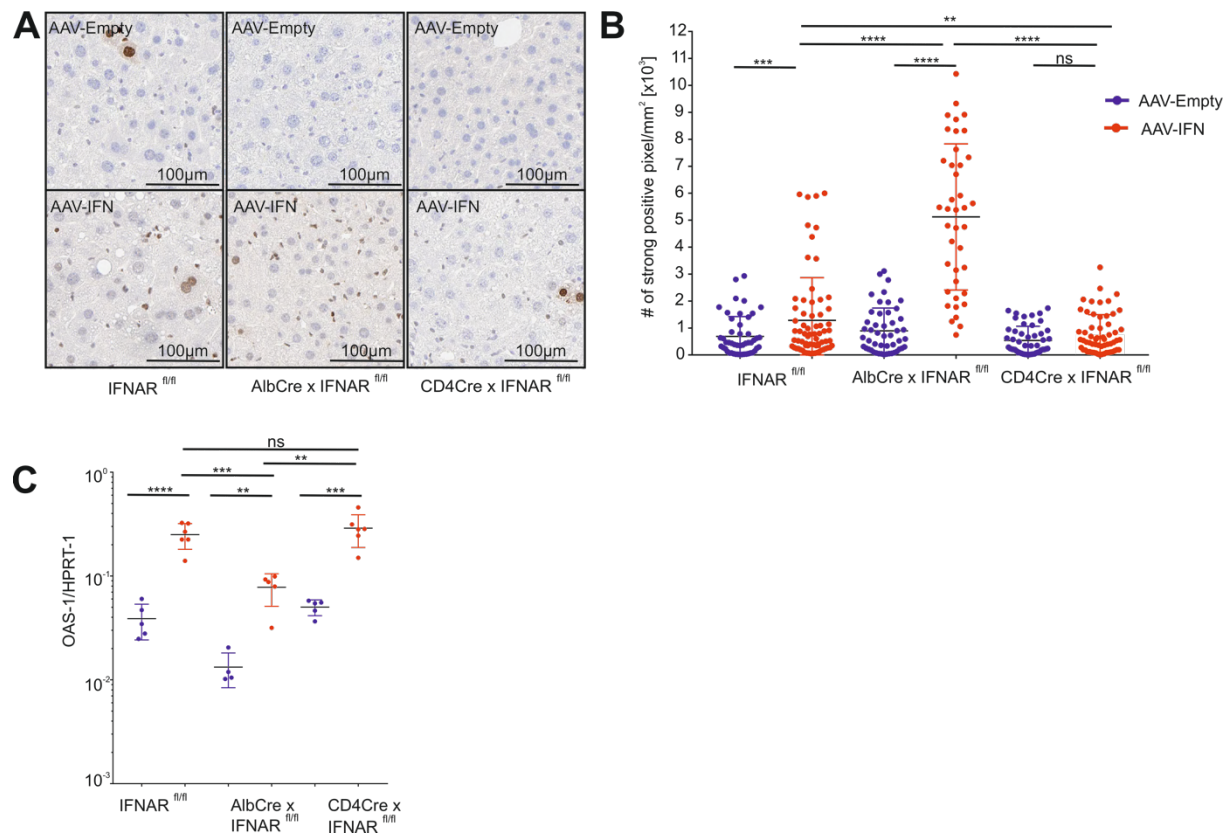 A
AAV-Empty
AAV-Empty
AAV-Empty
100µm
100µm
100µm
AAV-IFN
AAV-IFN
AAV-IFN
100µm
100µm
100µm
IFNAR fl/fl
AlbCre x IFNAR fl/fl
CD4Cre x IFNAR fl/fl
B
# of strong positive pixel/mm² [x10³]
12
11
10
9
8
7
6
5
4
3
2
1
0
**
**** ****
*** **** ns
AAV-Empty
AAV-IFN
IFNAR fl/fl
AlbCre x IFNAR fl/fl
CD4Cre x IFNAR fl/fl
C
OAS-1/HPRT-1
10⁰
10⁻¹
10⁻²
10⁻³
ns
**
***
**** ** ***
IFNAR fl/fl
AlbCre x
IFNAR fl/fl
CD4Cre x
IFNAR fl/fl